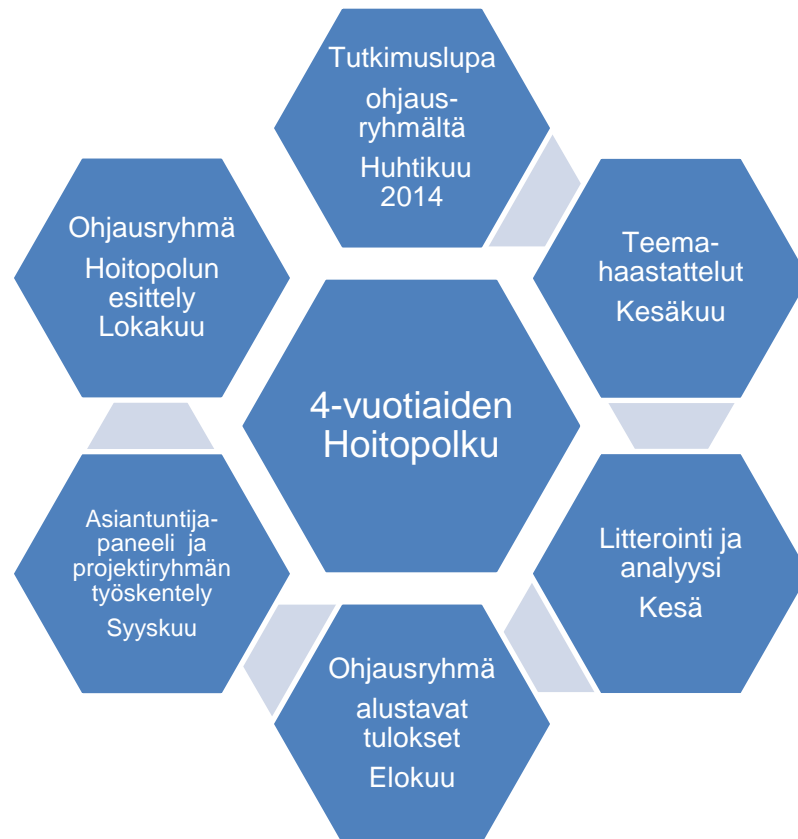 Tutkimuslupa
ohjaus-
ryhmältä
Huhtikuu
2014
Teema-
haastattelut
Kesäkuu
Litterointi ja
analyysi
Kesä
Ohjausryhmä
alustavat
tulokset
Elokuu
Asiantuntija-
paneeli ja
projektiryhmän
työskentely
Syyskuu
Ohjausryhmä
Hoitopolun
esittely
Lokakuu
4-vuotiaiden
Hoitopolku